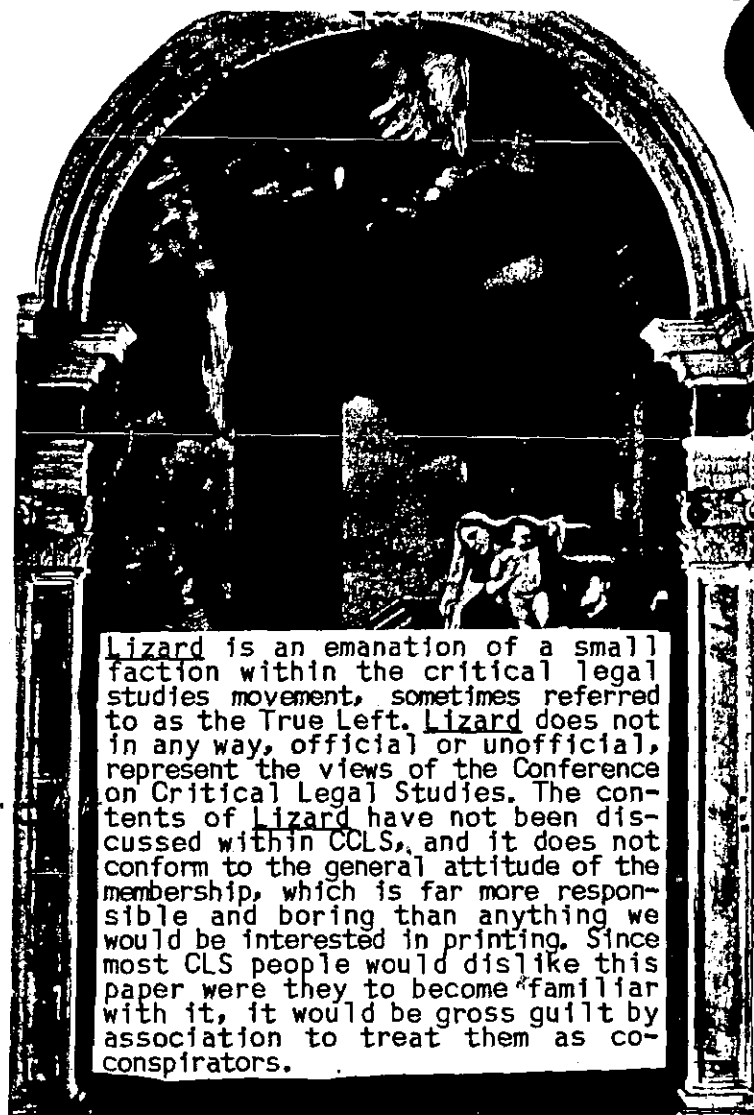 Lizard is an emanation of a small
faction within the critical legal
studies movement, sometimes referred
to as the True Left. Lizard does not
in any way, official or unofficial,
represent the views of the Conference
on Critical Legal Studies. The con-
tents of Lizard have not been dis-
cussed within CCLS, and it does not
conform to the general attitude of the
membership, which is far more respon-
sible and boring than anything we
would be interested in printing. Since
most CLS people would dislike this
paper were they to become familiar
with it, it would be gross guilt by
association to treat them as co-
conspirators.